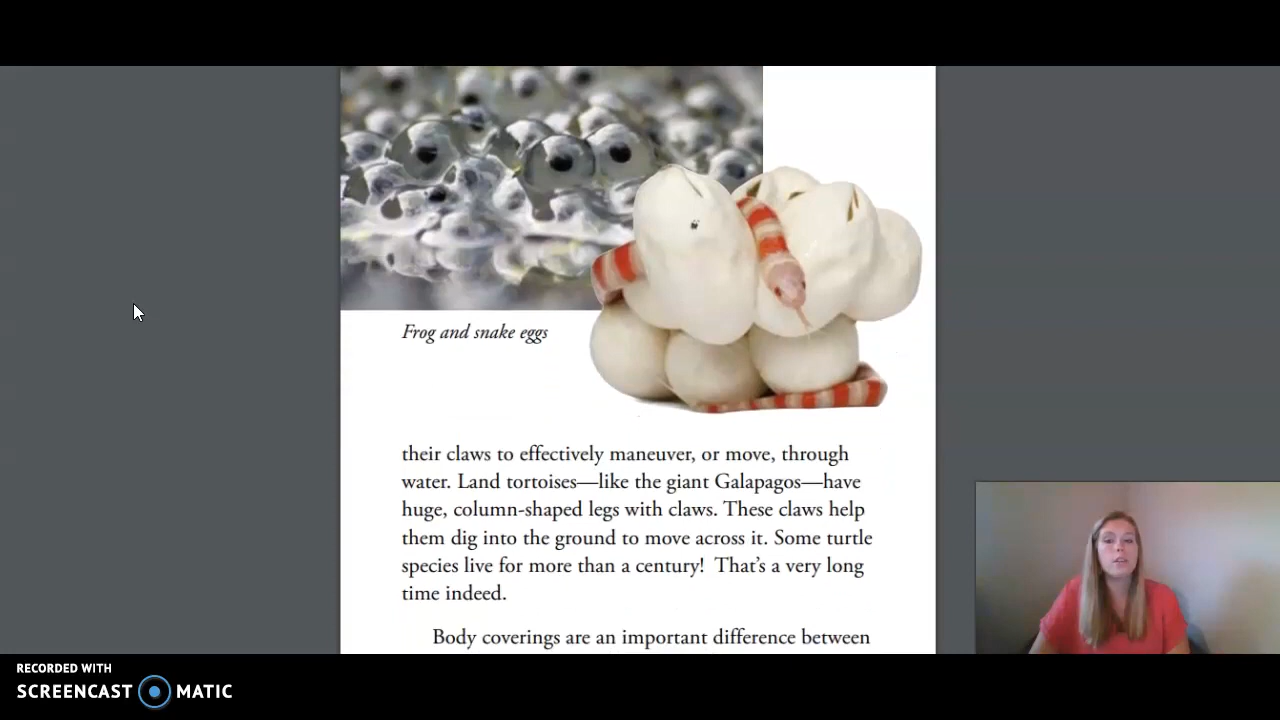 Frog and snake eggs
their claws to effectively maneuver, or move, through
water. Land tortoises—like the giant Galapagos—have
huge, column-shaped legs with claws. These claws help
them dig into the ground to move across it. Some turtle
species live for more than a century!  That's a very long
time indeed.
Body coverings are an important difference between
RECORDED WITH
SCREENCAST MATIC